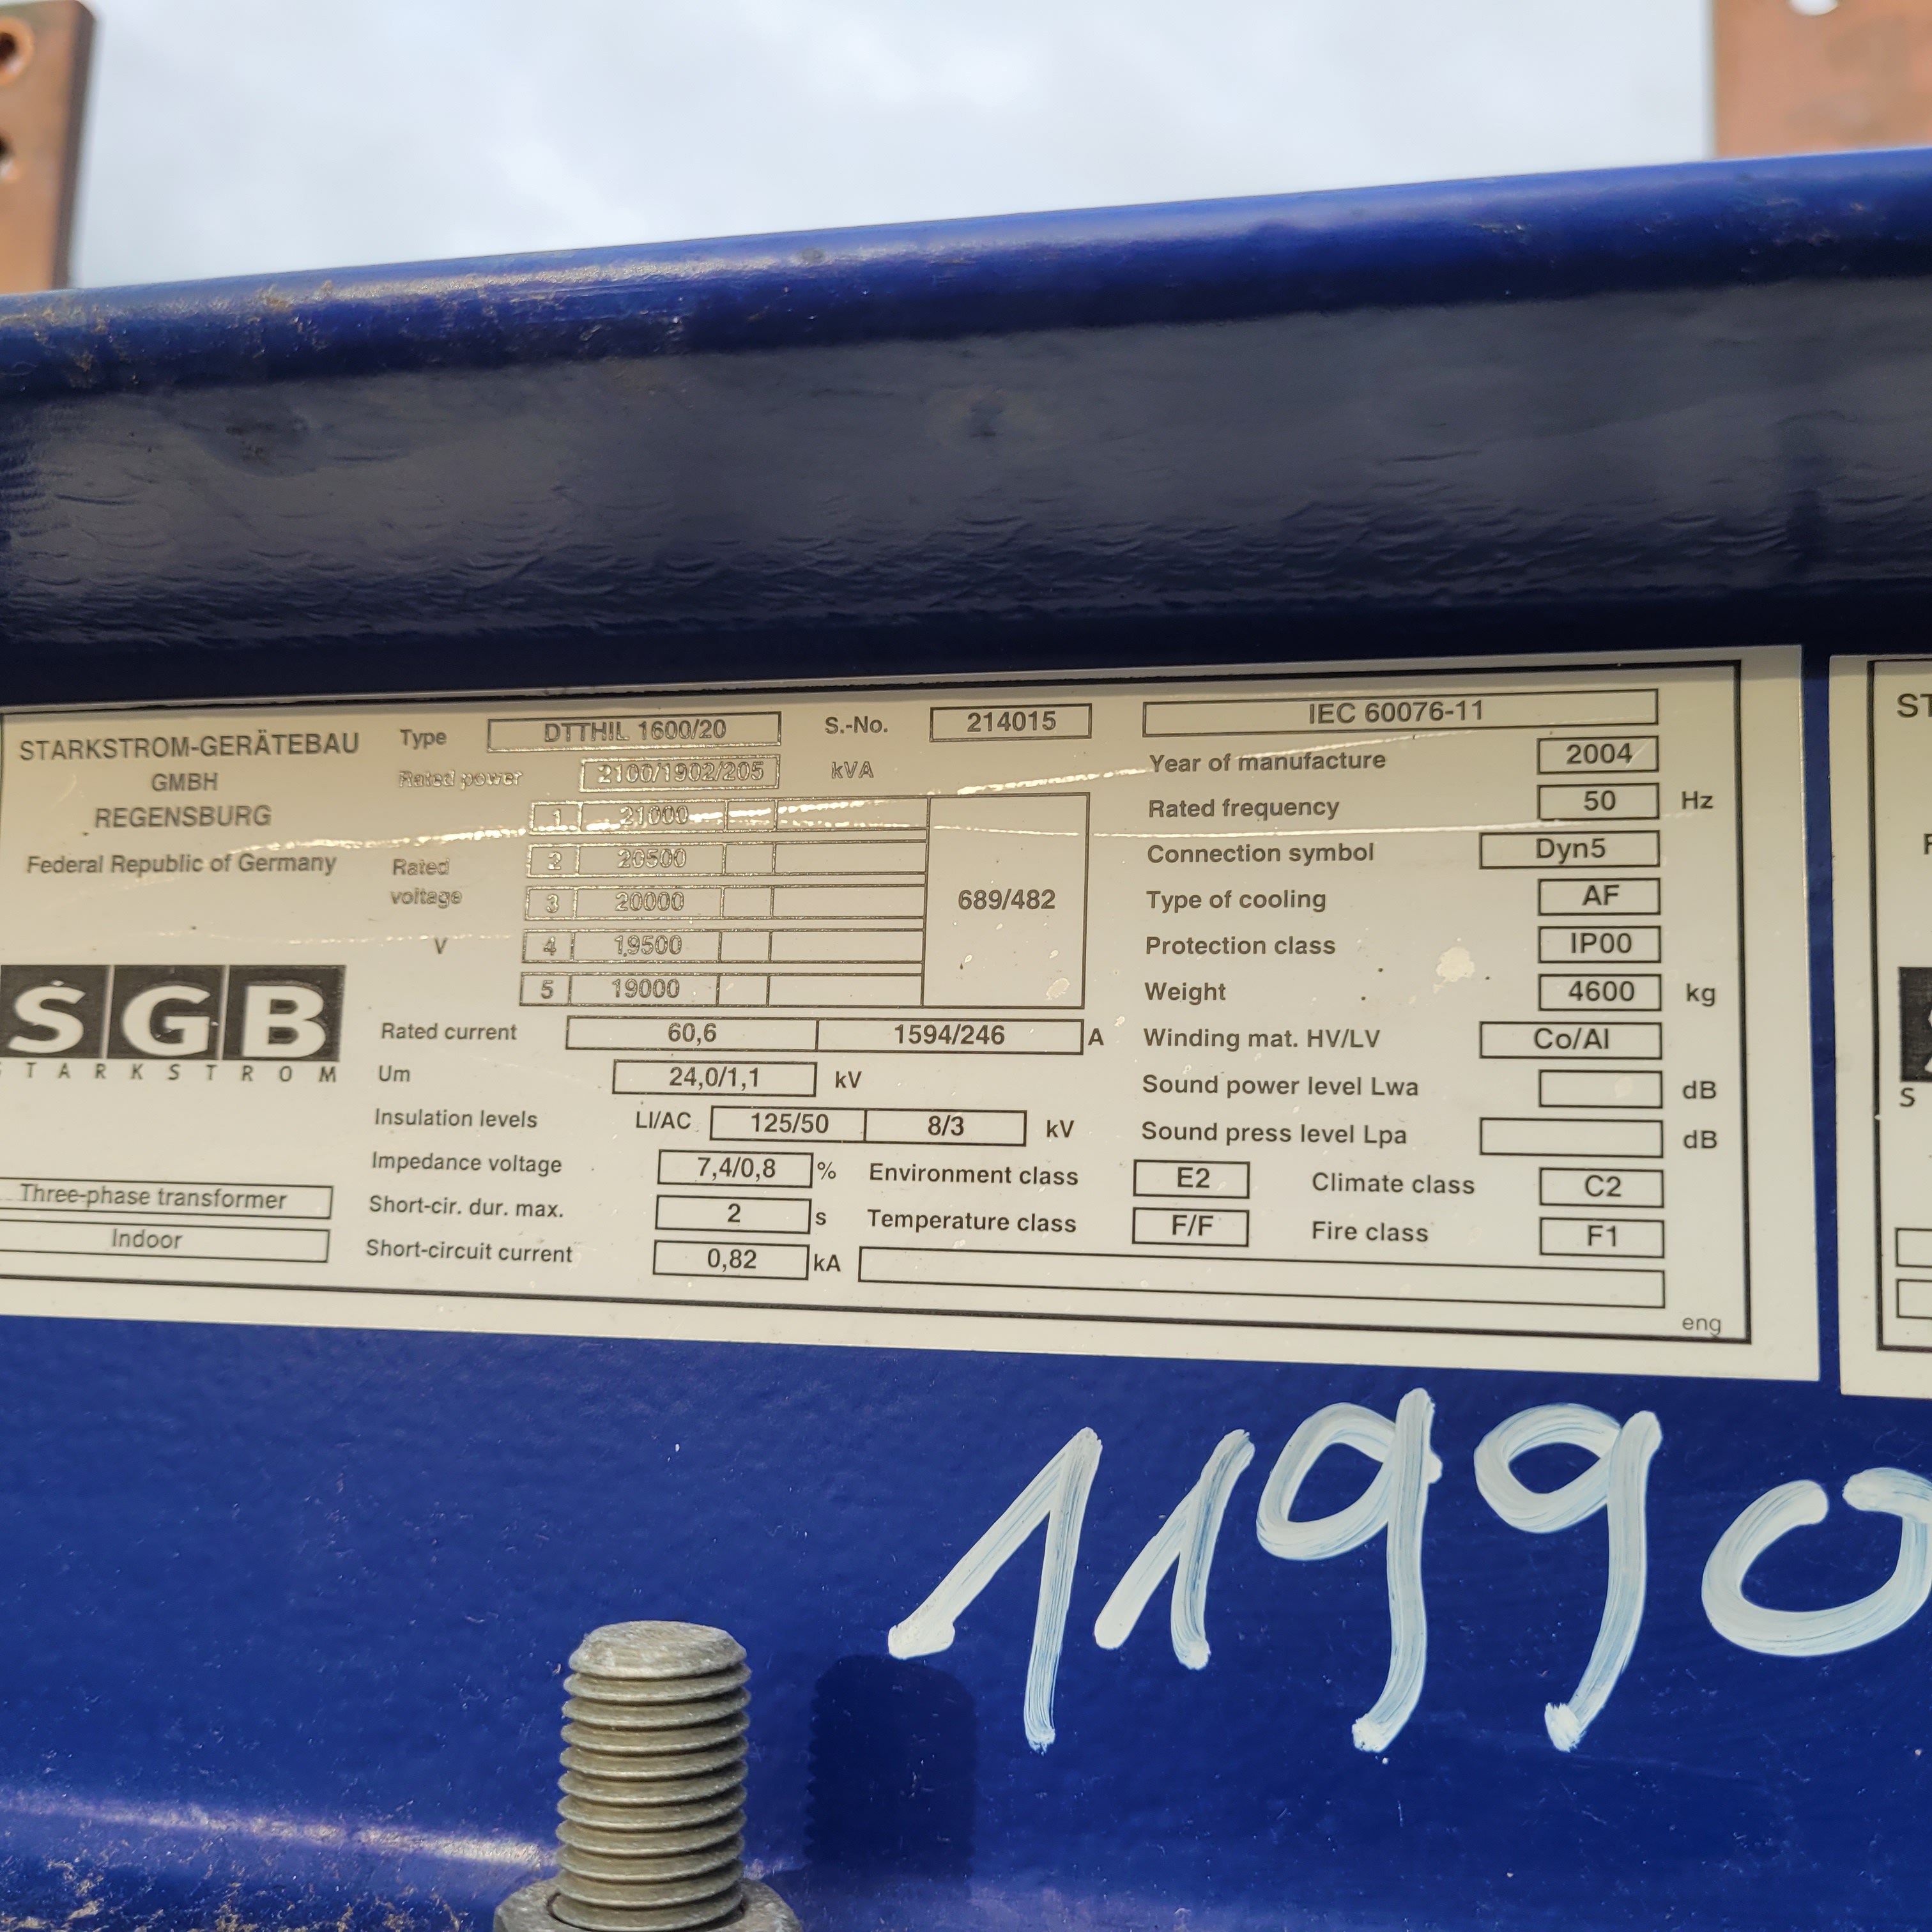 STARKSTROM-GERÄTEBAU
GMBH
REGENSBURG
Federal Republic of Germany
SGB
STARKSTROM
Three-phase transformer
Indoor
Type DTTHIL 1600/20 S.-No. 214015
Rated power 2100/1902/205 kVA
Rated voltage V
1 21000
2 20500
3 20000
4 19500
5 19000
689/482
Rated current 60,6 1594/246 A
Um 24,0/1,1 kV
Insulation levels LI/AC 125/50 8/3 kV
Impedance voltage 7,4/0,8 %
Short-cir. dur. max. 2 s
Short-circuit current 0,82 kA
IEC 60076-11
Year of manufacture 2004
Rated frequency 50 Hz
Connection symbol Dyn5
Type of cooling AF
Protection class IP00
Weight 4600 kg
Winding mat. HV/LV Co/Al
Sound power level Lwa dB
Sound press level Lpa dB
Environment class E2 Climate class C2
Temperature class F/F Fire class F1
eng
ST
F
S
11990